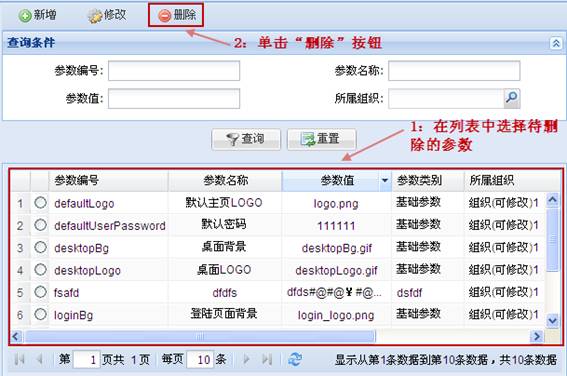 新增 修改 删除
2：单击“删除”按钮
查询条件
参数编号: 参数名称:
参数值: 所属组织:
查询 重置
1：在列表中选择待删
除的参数
参数编号 参数名称 参数值 参数类别 所属组织
1 defaultLogo 默认主页LOGO logo.png 基础参数 组织(可修改)1
2 defaultUserPassword 默认密码 111111 基础参数 组织(可修改)1
3 desktopBg 桌面背景 desktopBg.gif 基础参数 组织(可修改)1
4 desktopLogo 桌面LOGO desktopLogo.gif 基础参数 组织(可修改)1
5 fsafd dfdfs dfds#@#@￥#@... dsfdf 组织(可修改)1
6 loginBg 登陆页面背景 login_logo.png 基础参数 组织(可修改)1
第 1 页共 1 页 每页 10 条 显示从第1条数据到第10条数据，共10条数据